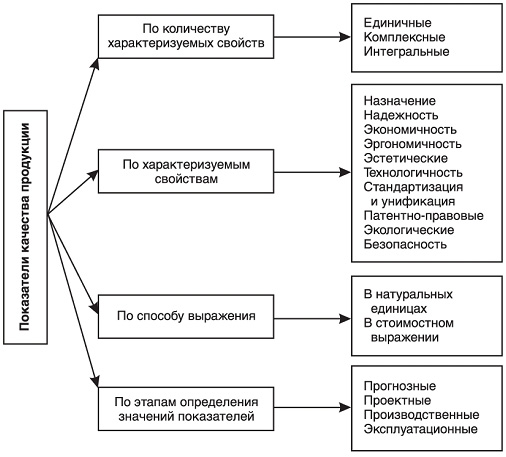 Показатели качества продукции
По количеству
характеризуемых свойств
Единичные
Комплексные
Интегральные
По характеризуемым
свойствам
Назначение
Надежность
Экономичность
Эргономичность
Эстетические
Технологичность
Стандартизация
и унификация
Патентно-правовые
Экологические
Безопасность
По способу выражения
В натуральных
единицах
В стоимостном
выражении
По этапам определения
значений показателей
Прогнозные
Проектные
Производственные
Эксплуатационные